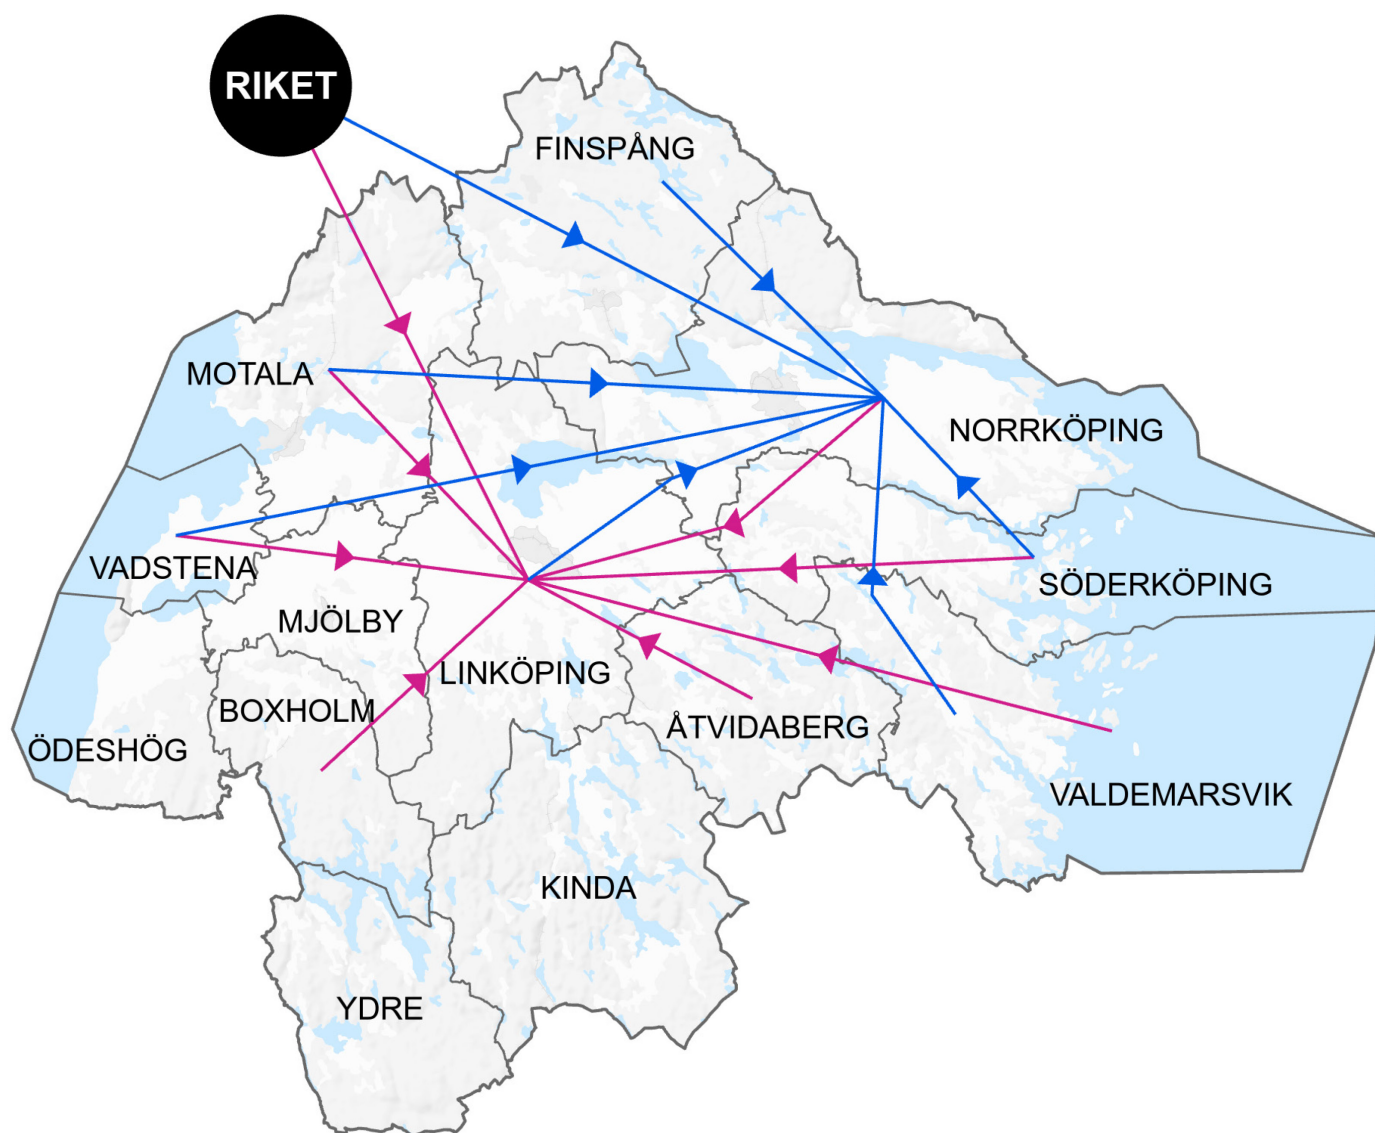 RIKET
FINSPÅNG
MOTALA
NORRKÖPING
VADSTENA
SÖDERKÖPING
MJÖLBY
LINKÖPING
BOXHOLM
ÅTVIDABERG
ÖDESHÖG
VALDEMARSVIK
KINDA
YDRE